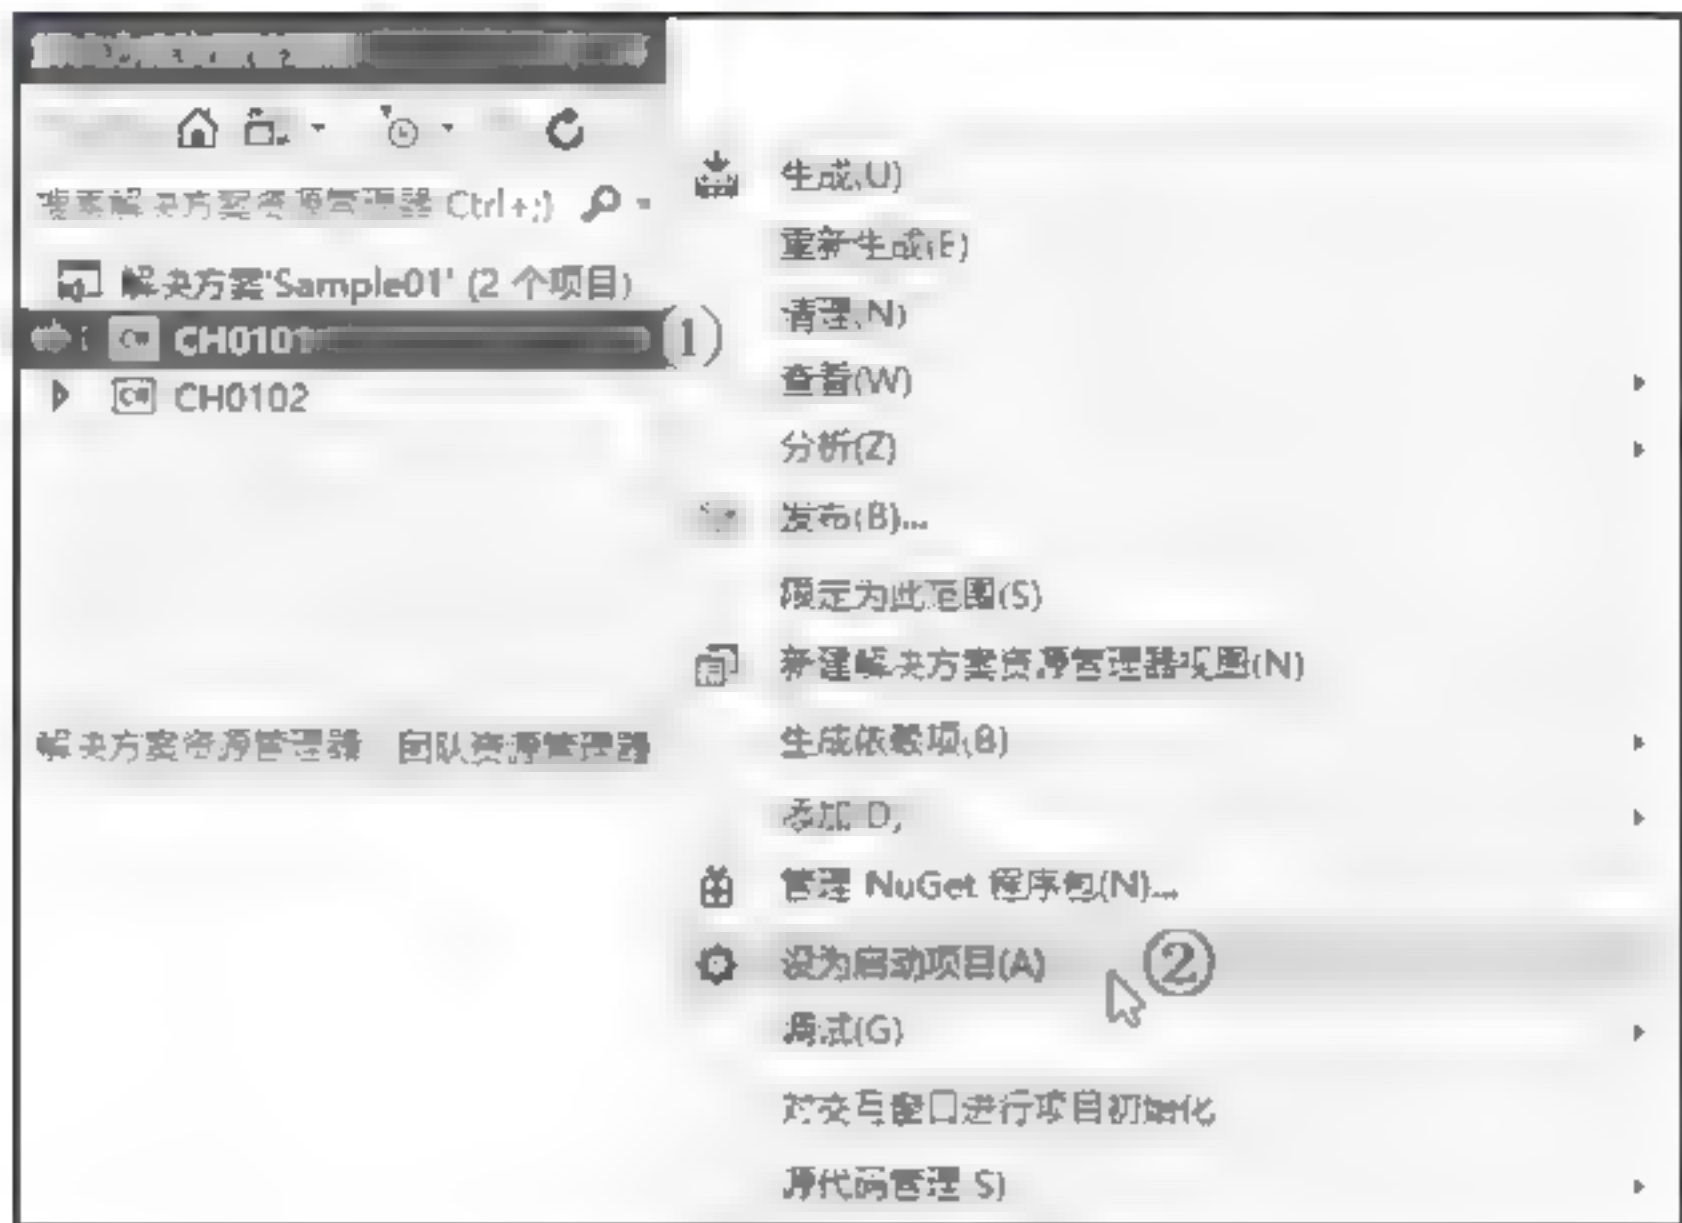 搜索解决方案资源管理器 Ctrl+;)
解决方案'Sample01' (2 个项目)
CH0101
①
CH0102
解决方案资源管理器 团队资源管理器
生成(U)
重新生成(E)
清理(N)
查看(W)
分析(Z)
发布(B)...
限定为此范围(S)
新建解决方案资源管理器视图(N)
生成依赖项(B)
添加(D)
管理 NuGet 程序包(N)...
设为启动项目(A)
②
调试(G)
对交互窗口进行项目初始化
源代码管理(S)